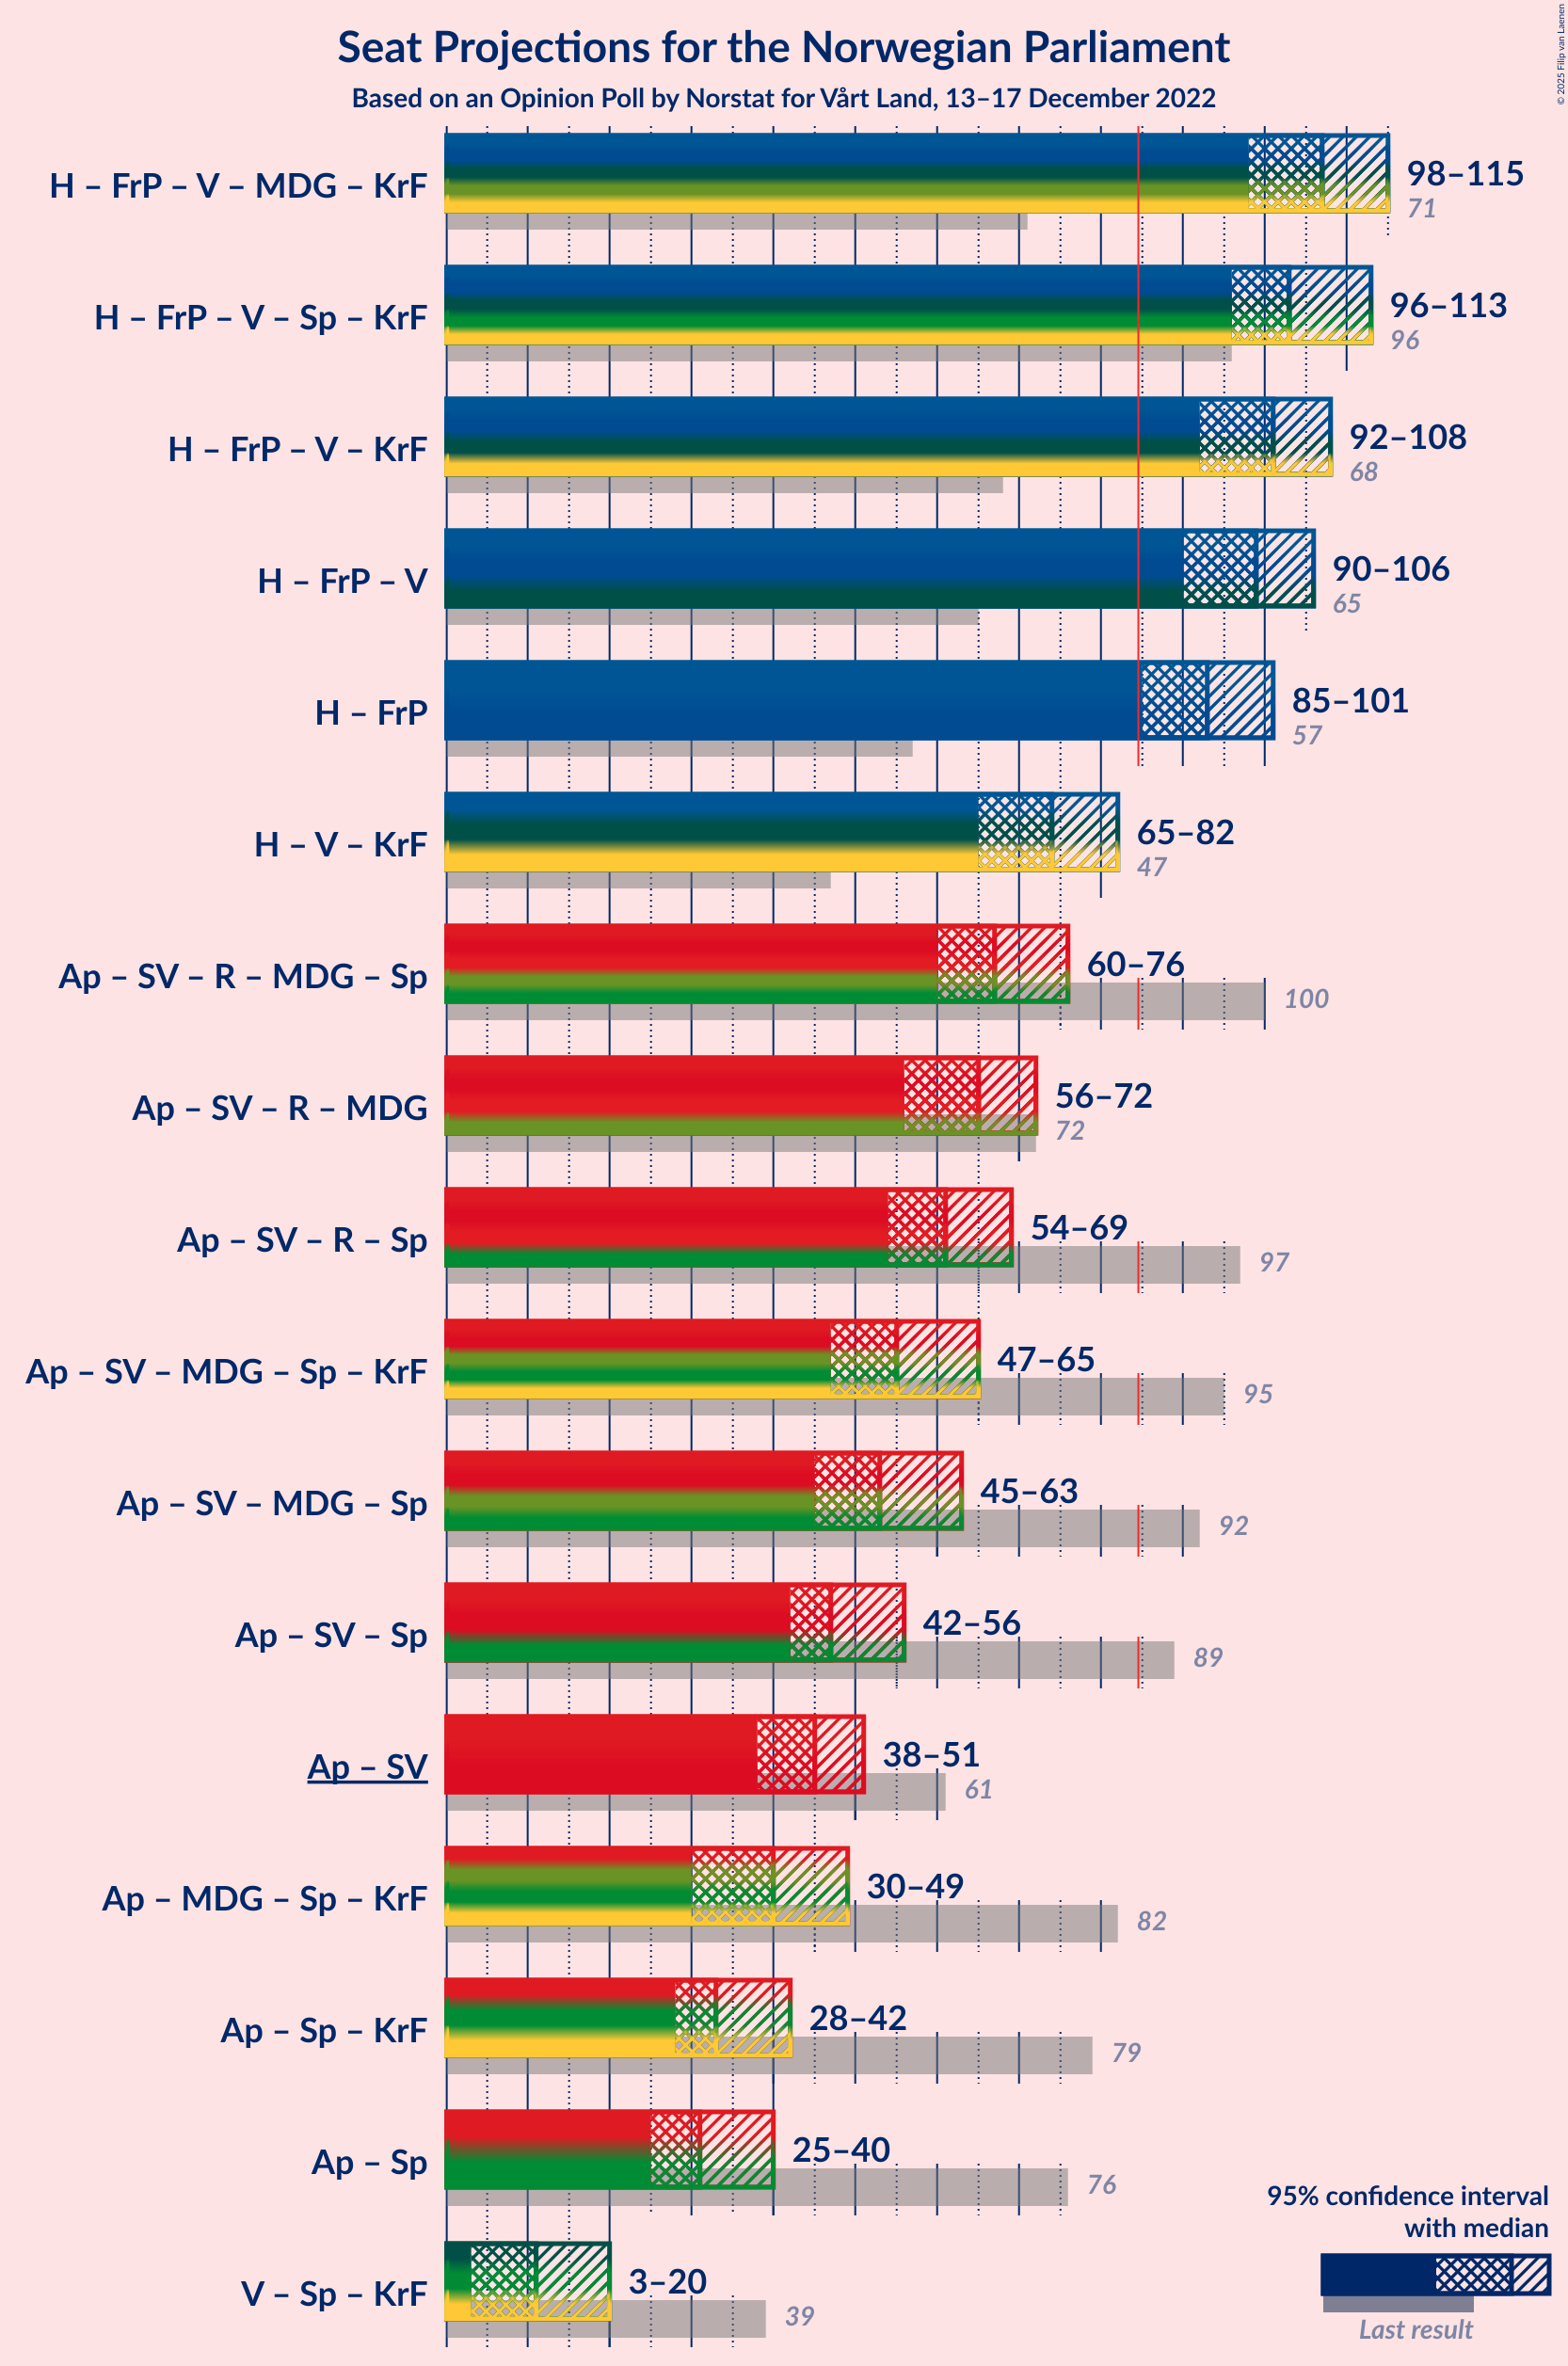 Seat Projections for the Norwegian Parliament
Based on an Opinion Poll by Norstat for Vårt Land, 13–17 December 2022
© 2025 Filip van Laenen
H – FrP – V – MDG – KrF
98–115
71
H – FrP – V – Sp – KrF
96–113
96
H – FrP – V – KrF
92–108
68
H – FrP – V
90–106
65
H – FrP
85–101
57
H – V – KrF
65–82
47
Ap – SV – R – MDG – Sp
60–76
100
Ap – SV – R – MDG
56–72
72
Ap – SV – R – Sp
54–69
97
Ap – SV – MDG – Sp – KrF
47–65
95
Ap – SV – MDG – Sp
45–63
92
Ap – SV – Sp
42–56
89
Ap – SV
38–51
61
Ap – MDG – Sp – KrF
30–49
82
Ap – Sp – KrF
28–42
79
Ap – Sp
25–40
76
V – Sp – KrF
3–20
39
95% confidence interval
with median
Last result